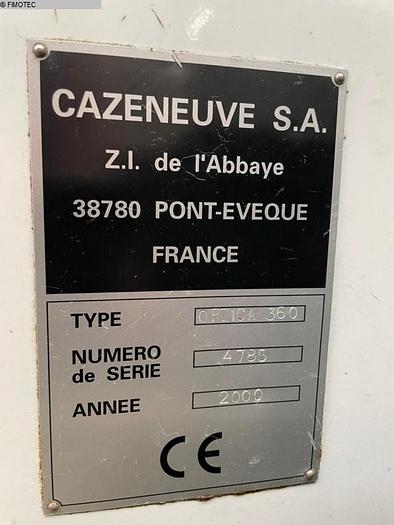 © FIMOTEC
CAZENEUVE S.A.
Z.I. de l'Abbaye
38780 PONT-EVEQUE
FRANCE
TYPE OPTICA 360
NUMERO
de SERIE 4785
ANNEE 2000
CE